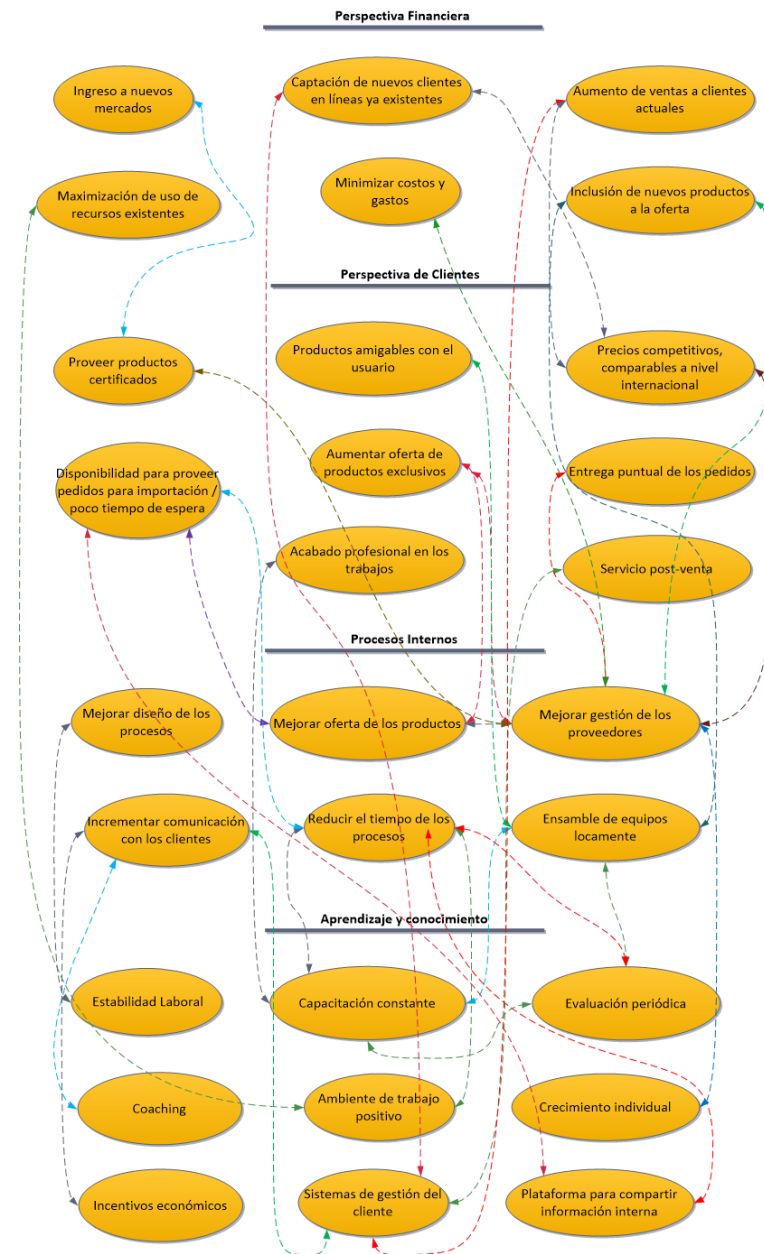 Perspectiva Financiera
Ingreso a nuevos
mercados
Captación de nuevos clientes
en líneas ya existentes
Aumento de ventas a clientes
actuales
Maximización de uso de
recursos existentes
Minimizar costos y
gastos
Inclusión de nuevos productos
a la oferta
Perspectiva de Clientes
Proveer productos
certificados
Productos amigables con el
usuario
Precios competitivos,
comparables a nivel
internacional
Disponibilidad para proveer
pedidos para importación /
poco tiempo de espera
Aumentar oferta de
productos exclusivos
Entrega puntual de los pedidos
Acabado profesional en los
trabajos
Servicio post-venta
Procesos Internos
Mejorar diseño de los
procesos
Mejorar oferta de los productos
Mejorar gestión de los
proveedores
Incrementar comunicación
con los clientes
Reducir el tiempo de los
procesos
Ensamble de equipos
locamente
Aprendizaje y conocimiento
Estabilidad Laboral
Capacitación constante
Evaluación periódica
Coaching
Ambiente de trabajo
positivo
Crecimiento individual
Incentivos económicos
Sistemas de gestión del
cliente
Plataforma para compartir
información interna